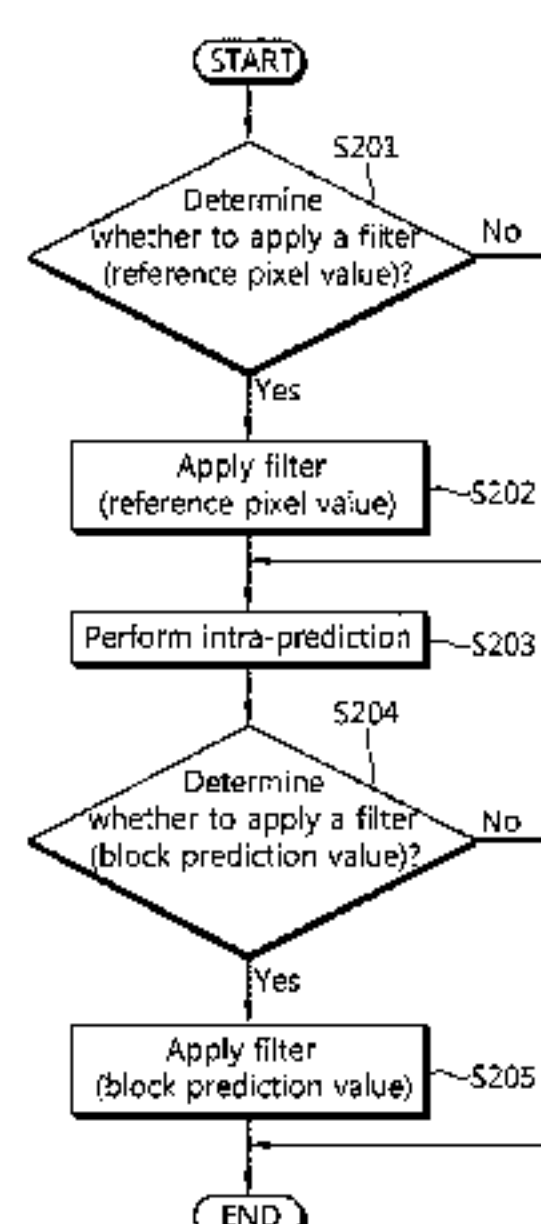 START
S201
Determine
whether to apply a filter
(reference pixel value)?
No
Yes
Apply filter
(reference pixel value)
S202
Perform intra-prediction
S203
S204
Determine
whether to apply a filter
(block prediction value)?
No
Yes
Apply filter
(block prediction value)
S205
END